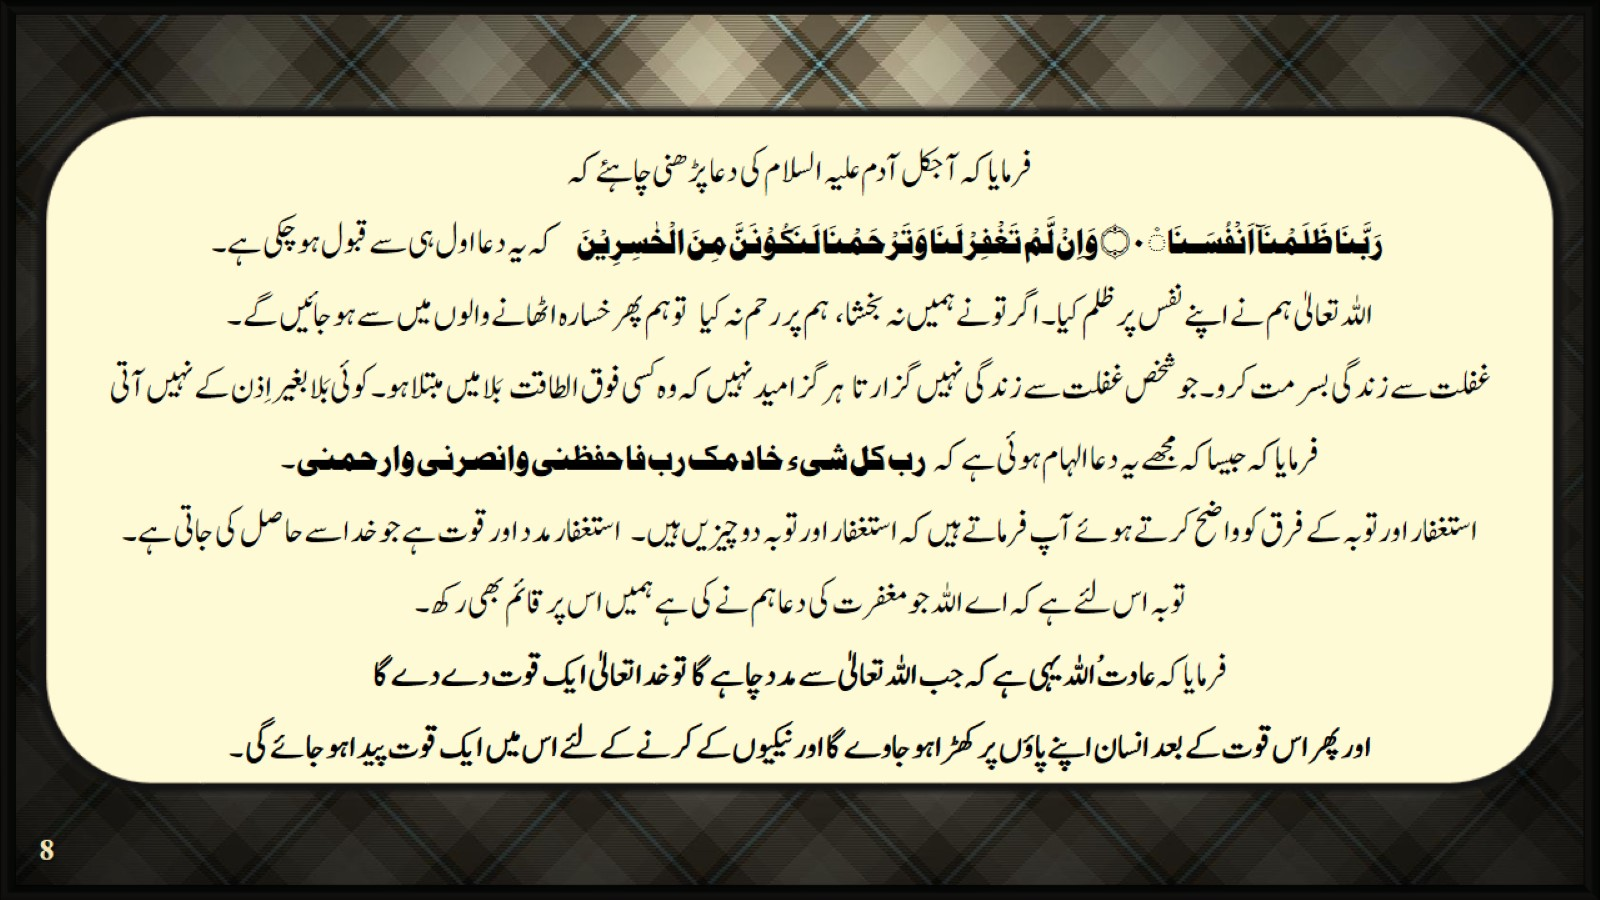 فرمایا کہ آجکل آدم علیہ السلام کی دعا پڑھنی چاہئے کہ
رَبَّنَا ظَلَمْنَآ اَنْفُسَـنَا ۫۰۝ وَاِنْ لَّمْ تَغْفِرْ لَنَا وَتَرْحَمْنَا لَنَكُوْنَنَّ مِنَ الْخٰسِرِيْنَ کہ یہ دعا اول ہی سے قبول ہو چکی ہے۔
اللہ تعالٰی ہم نے اپنے نفس پر ظلم کیا۔ اگر تو نے ہمیں نہ بخشا، ہم پر رحم نہ کیا تو ہم پھر خسارہ اٹھانے والوں میں سے ہو جائیں گے۔
غفلت سے زندگی بسر مت کرو۔ جو شخص غفلت سے زندگی نہیں گزارتا ہر گز امید نہیں کہ وہ کسی فوق الطاقت بَلا میں مبتلا ہو۔ کوئی بَلا بغیر اِذن کے نہیں آتی
فرمایا کہ جیسا کہ مجھے یہ دعا الہام ہوئی ہے کہ رب کل شیء خادمک رب فاحفظنی وانصرنی وارحمنی۔
استغفار اور توبہ کے فرق کو واضح کرتے ہوئے آپ فرماتے ہیں کہ استغفار اور توبہ دو چیزیں ہیں۔ استغفار مدد اور قوت ہے جو خدا سے حاصل کی جاتی ہے۔
توبہ اس لئے ہے کہ اے اللہ جو مغفرت کی دعا ہم نے کی ہے ہمیں اس پر قائم بھی رکھ۔
فرمایا کہ عادتُ اللہ یہی ہے کہ جب اللہ تعالٰی سے مدد چاہے گا تو خدا تعالٰی ایک قوت دے دے گا
اور پھر اس قوت کے بعد انسان اپنے پاؤں پر کھڑا ہو جاوے گا اور نیکیوں کے کرنے کے لئے اس میں ایک قوت پیدا ہو جائے گی۔
8